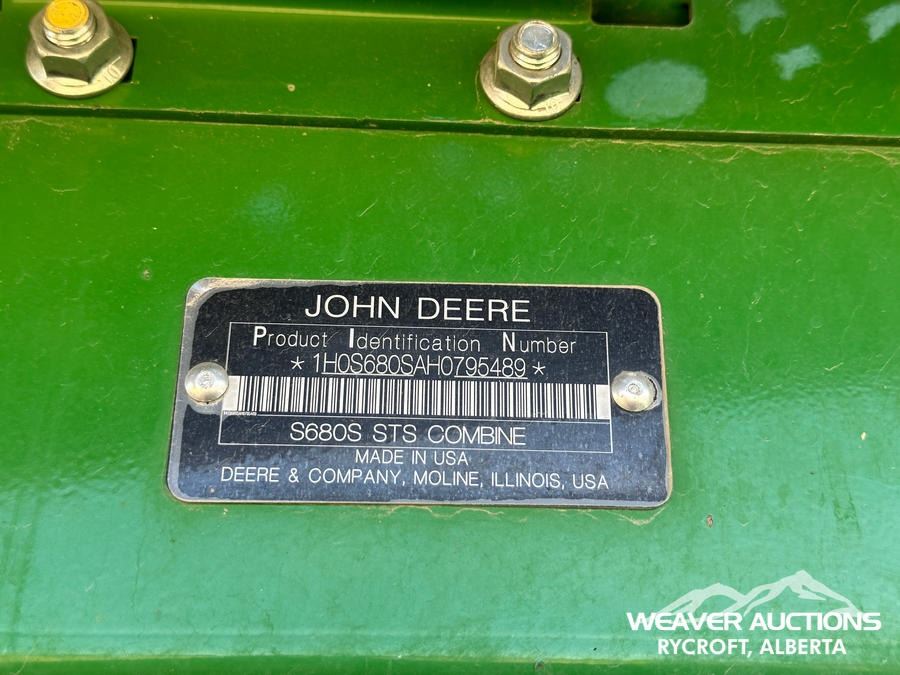 JOHN DEERE
Product Identification Number
* 1H0S680SAH0795489 *
S680S STS COMBINE
MADE IN USA
DEERE & COMPANY, MOLINE, ILLINOIS, USA
WEAVER AUCTIONS
RYCROFT, ALBERTA